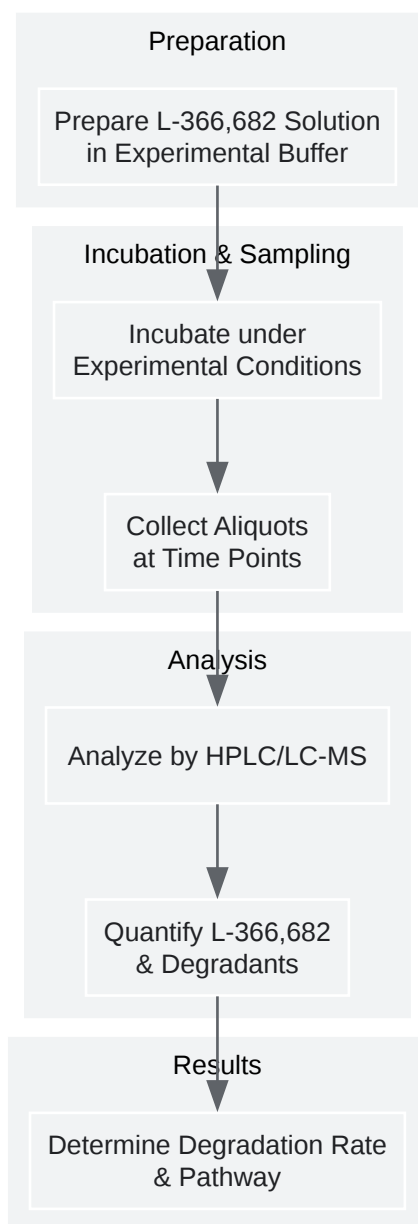 Preparation
Prepare L-366,682 Solution
in Experimental Buffer
Incubation & Sampling
Incubate under
Experimental Conditions
Collect Aliquots
at Time Points
Analysis
Analyze by HPLC/LC-MS
Quantify L-366,682
& Degradants
Results
Determine Degradation Rate
& Pathway